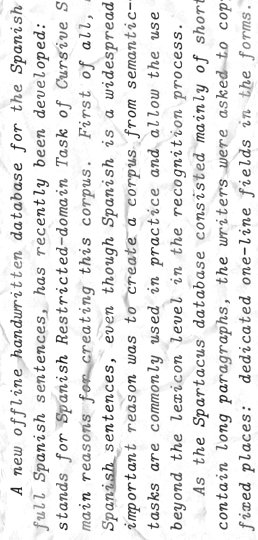 A new offline handwritten database for the Spanish
full Spanish sentences, has recently been developed:
stands for Spanish Restricted-domain Task of Cursive S
main reasons for creating this corpus. First of all,
Spanish sentences, even though Spanish is a widespread
important reason was to create a corpus from semantic-
tasks are commonly used in practice and allow the use
beyond the lexicon level in the recognition process.
As the Spartacus database consisted mainly of short
contain long paragraphs, the writers were asked to cop
fixed places: dedicated one-line fields in the forms.